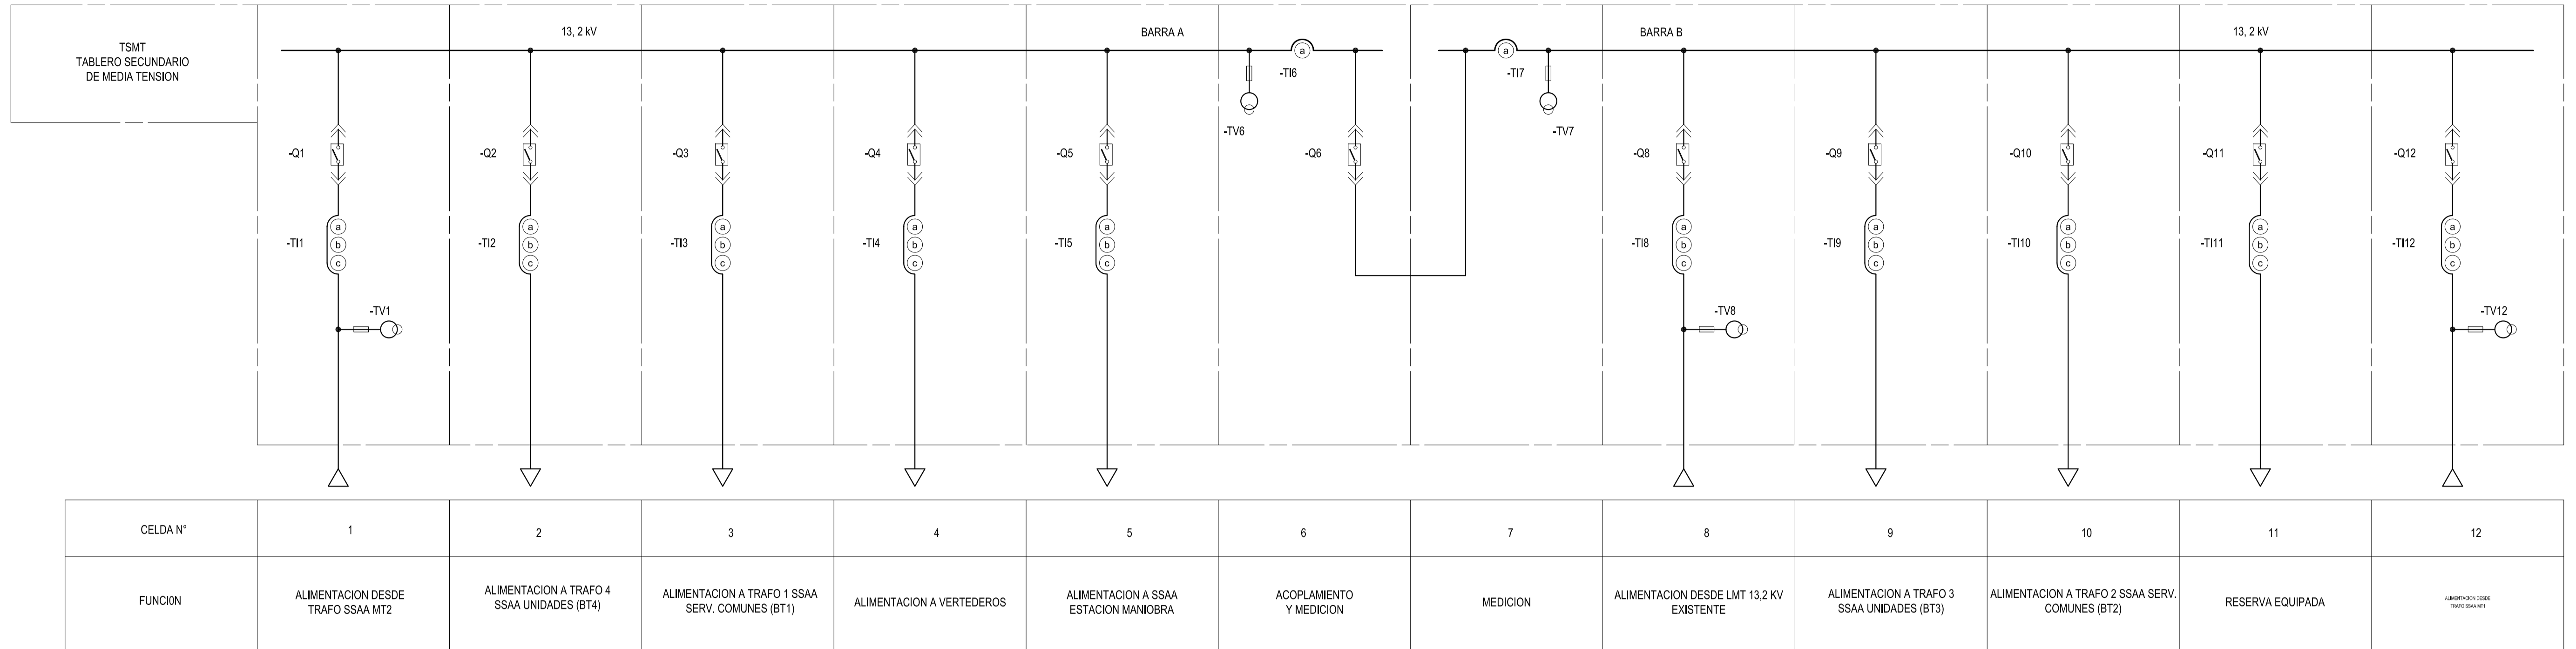 TSMT
TABLERO SECUNDARIO
DE MEDIA TENSION
13, 2 kV
BARRA A
BARRA B
13, 2 kV
a
-TI6
a
-TI7
-TV6
-TV7
-Q1
-Q2
-Q3
-Q4
-Q5
-Q6
-Q8
-Q9
-Q10
-Q11
-Q12
-TI1
a
b
c
-TI2
a
b
c
-TI3
a
b
c
-TI4
a
b
c
-TI5
a
b
c
-TI8
a
b
c
-TI9
a
b
c
-TI10
a
b
c
-TI11
a
b
c
-TI12
a
b
c
-TV1
-TV8
-TV12
CELDA N°
1
2
3
4
5
6
7
8
9
10
11
12
FUNCI0N
ALIMENTACION DESDE
TRAFO SSAA MT2
ALIMENTACION A TRAFO 4
SSAA UNIDADES (BT4)
ALIMENTACION A TRAFO 1 SSAA
SERV. COMUNES (BT1)
ALIMENTACION A VERTEDEROS
ALIMENTACION A SSAA
ESTACION MANIOBRA
ACOPLAMIENTO
Y MEDICION
MEDICION
ALIMENTACION DESDE LMT 13,2 KV
EXISTENTE
ALIMENTACION A TRAFO 3
SSAA UNIDADES (BT3)
ALIMENTACION A TRAFO 2 SSAA SERV.
COMUNES (BT2)
RESERVA EQUIPADA
ALIMENTACION DESDE
TRAFO SSAA MT1